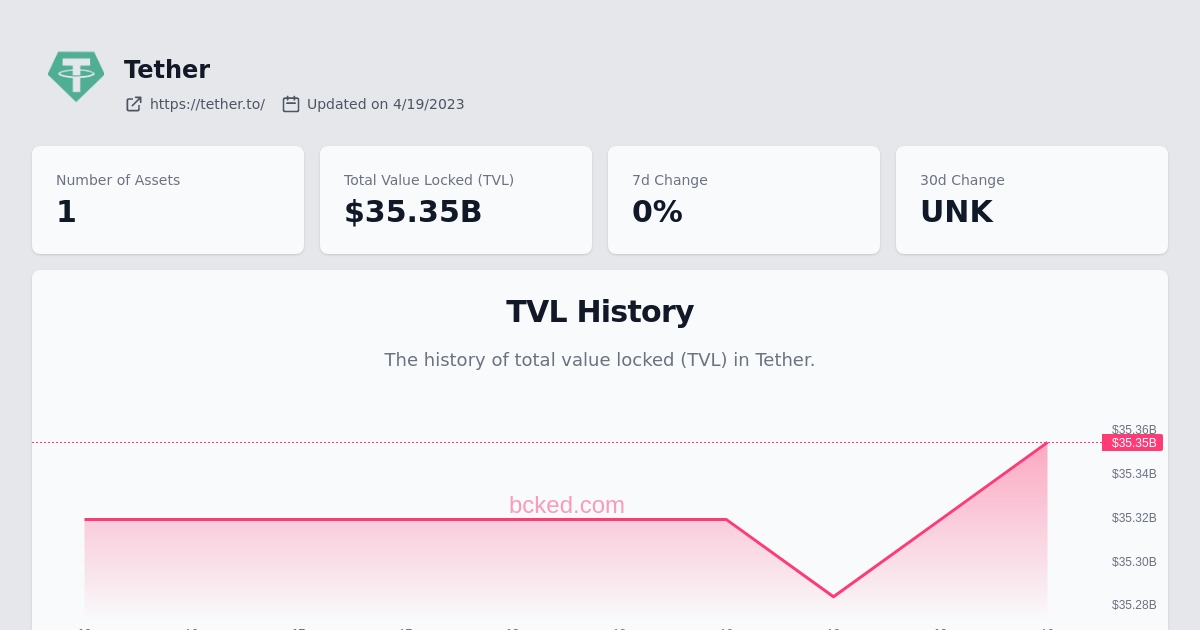 Tether
https://tether.to/ Updated on 4/19/2023
Number of Assets
1
Total Value Locked (TVL)
$35.35B
7d Change
0%
30d Change
UNK
TVL History
The history of total value locked (TVL) in Tether.
$35.36B
$35.35B
$35.34B
bcked.com
$35.32B
$35.30B
$35.28B